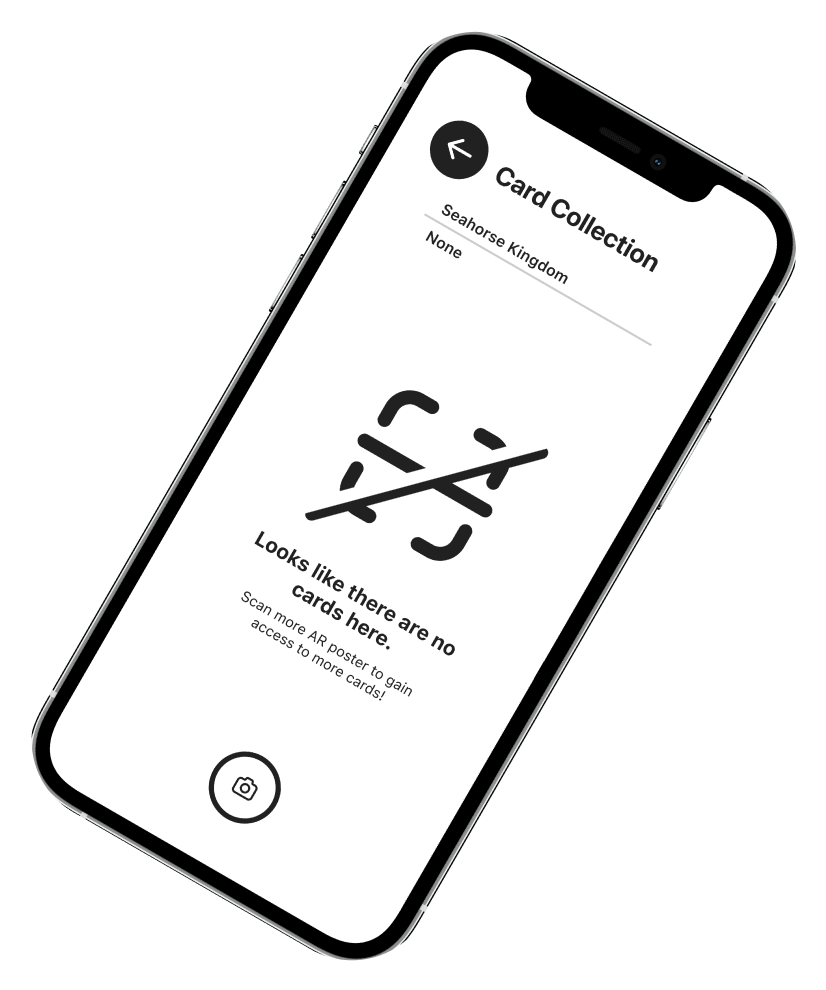 Card Collection
Seahorse Kingdom
None
Looks like there are no
cards here.
Scan more AR poster to gain
access to more cards!